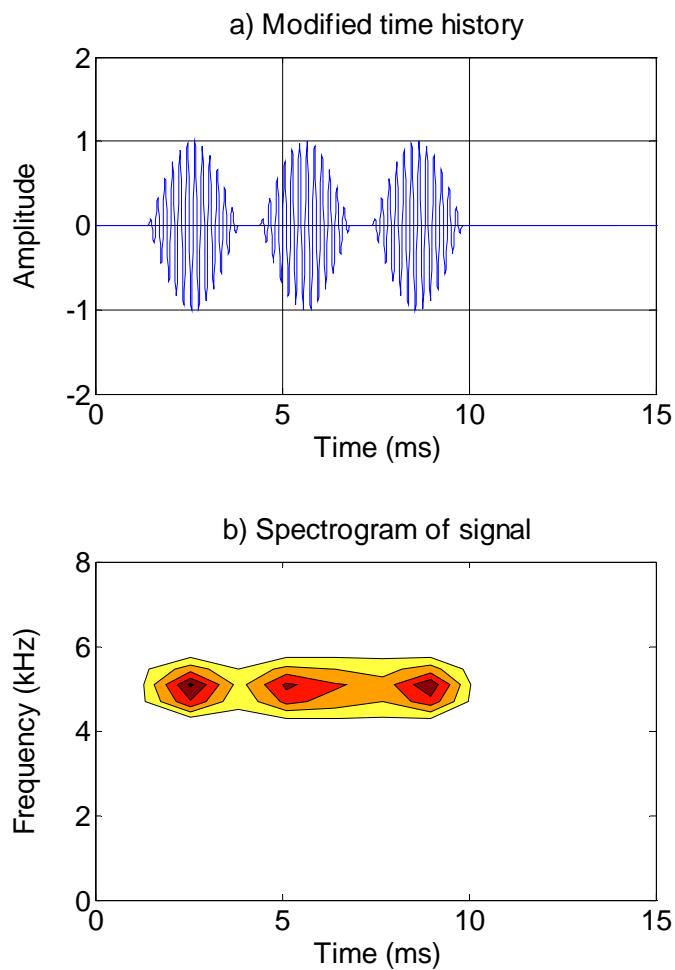 a) Modified time history
Amplitude
2
1
0
-1
-2
0 5 10 15
Time (ms)
b) Spectrogram of signal
Frequency (kHz)
8
6
4
2
0
0 5 10 15
Time (ms)